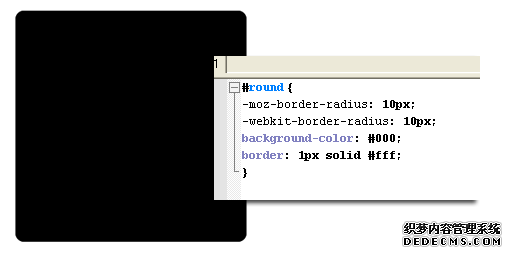 1
#round{
-moz-border-radius: 10px;
-webkit-border-radius: 10px;
background-color: #000;
border: 1px solid #fff;
}
织梦内容管理系统
DEDECMS.COM